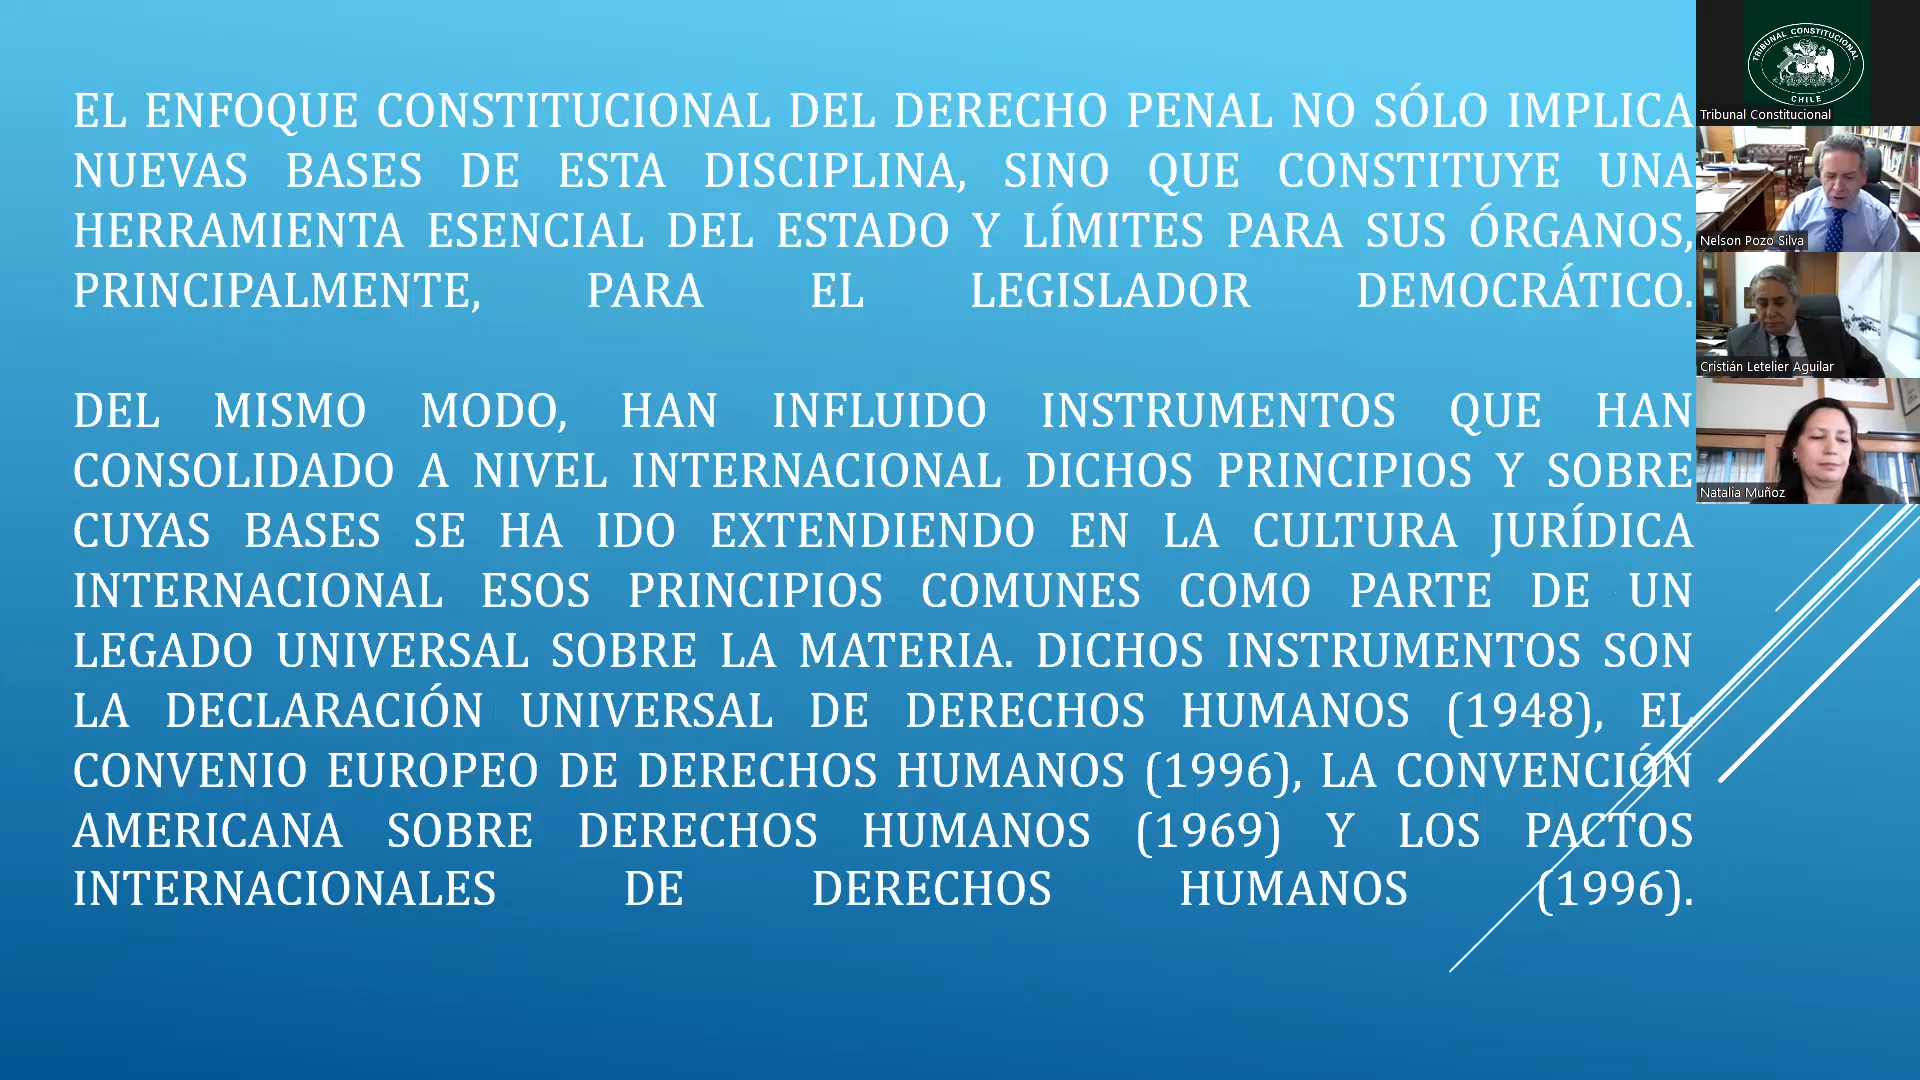 EL ENFOQUE CONSTITUCIONAL DEL DERECHO PENAL NO SÓLO IMPLICA
NUEVAS BASES DE ESTA DISCIPLINA, SINO QUE CONSTITUYE UNA
HERRAMIENTA ESENCIAL DEL ESTADO Y LÍMITES PARA SUS ÓRGANOS,
PRINCIPALMENTE, PARA EL LEGISLADOR DEMOCRÁTICO.
DEL MISMO MODO, HAN INFLUIDO INSTRUMENTOS QUE HAN
CONSOLIDADO A NIVEL INTERNACIONAL DICHOS PRINCIPIOS Y SOBRE
CUYAS BASES SE HA IDO EXTENDIENDO EN LA CULTURA JURÍDICA
INTERNACIONAL ESOS PRINCIPIOS COMUNES COMO PARTE DE UN
LEGADO UNIVERSAL SOBRE LA MATERIA. DICHOS INSTRUMENTOS SON
LA DECLARACIÓN UNIVERSAL DE DERECHOS HUMANOS (1948), EL
CONVENIO EUROPEO DE DERECHOS HUMANOS (1996), LA CONVENCIÓN
AMERICANA SOBRE DERECHOS HUMANOS (1969) Y LOS PACTOS
INTERNACIONALES DE DERECHOS HUMANOS (1996).
TRIBUNAL CONSTITUCIONAL
CHILE
Tribunal Constitucional
Nelson Pozo Silva
Cristián Letelier Aguilar
Natalia Muñoz